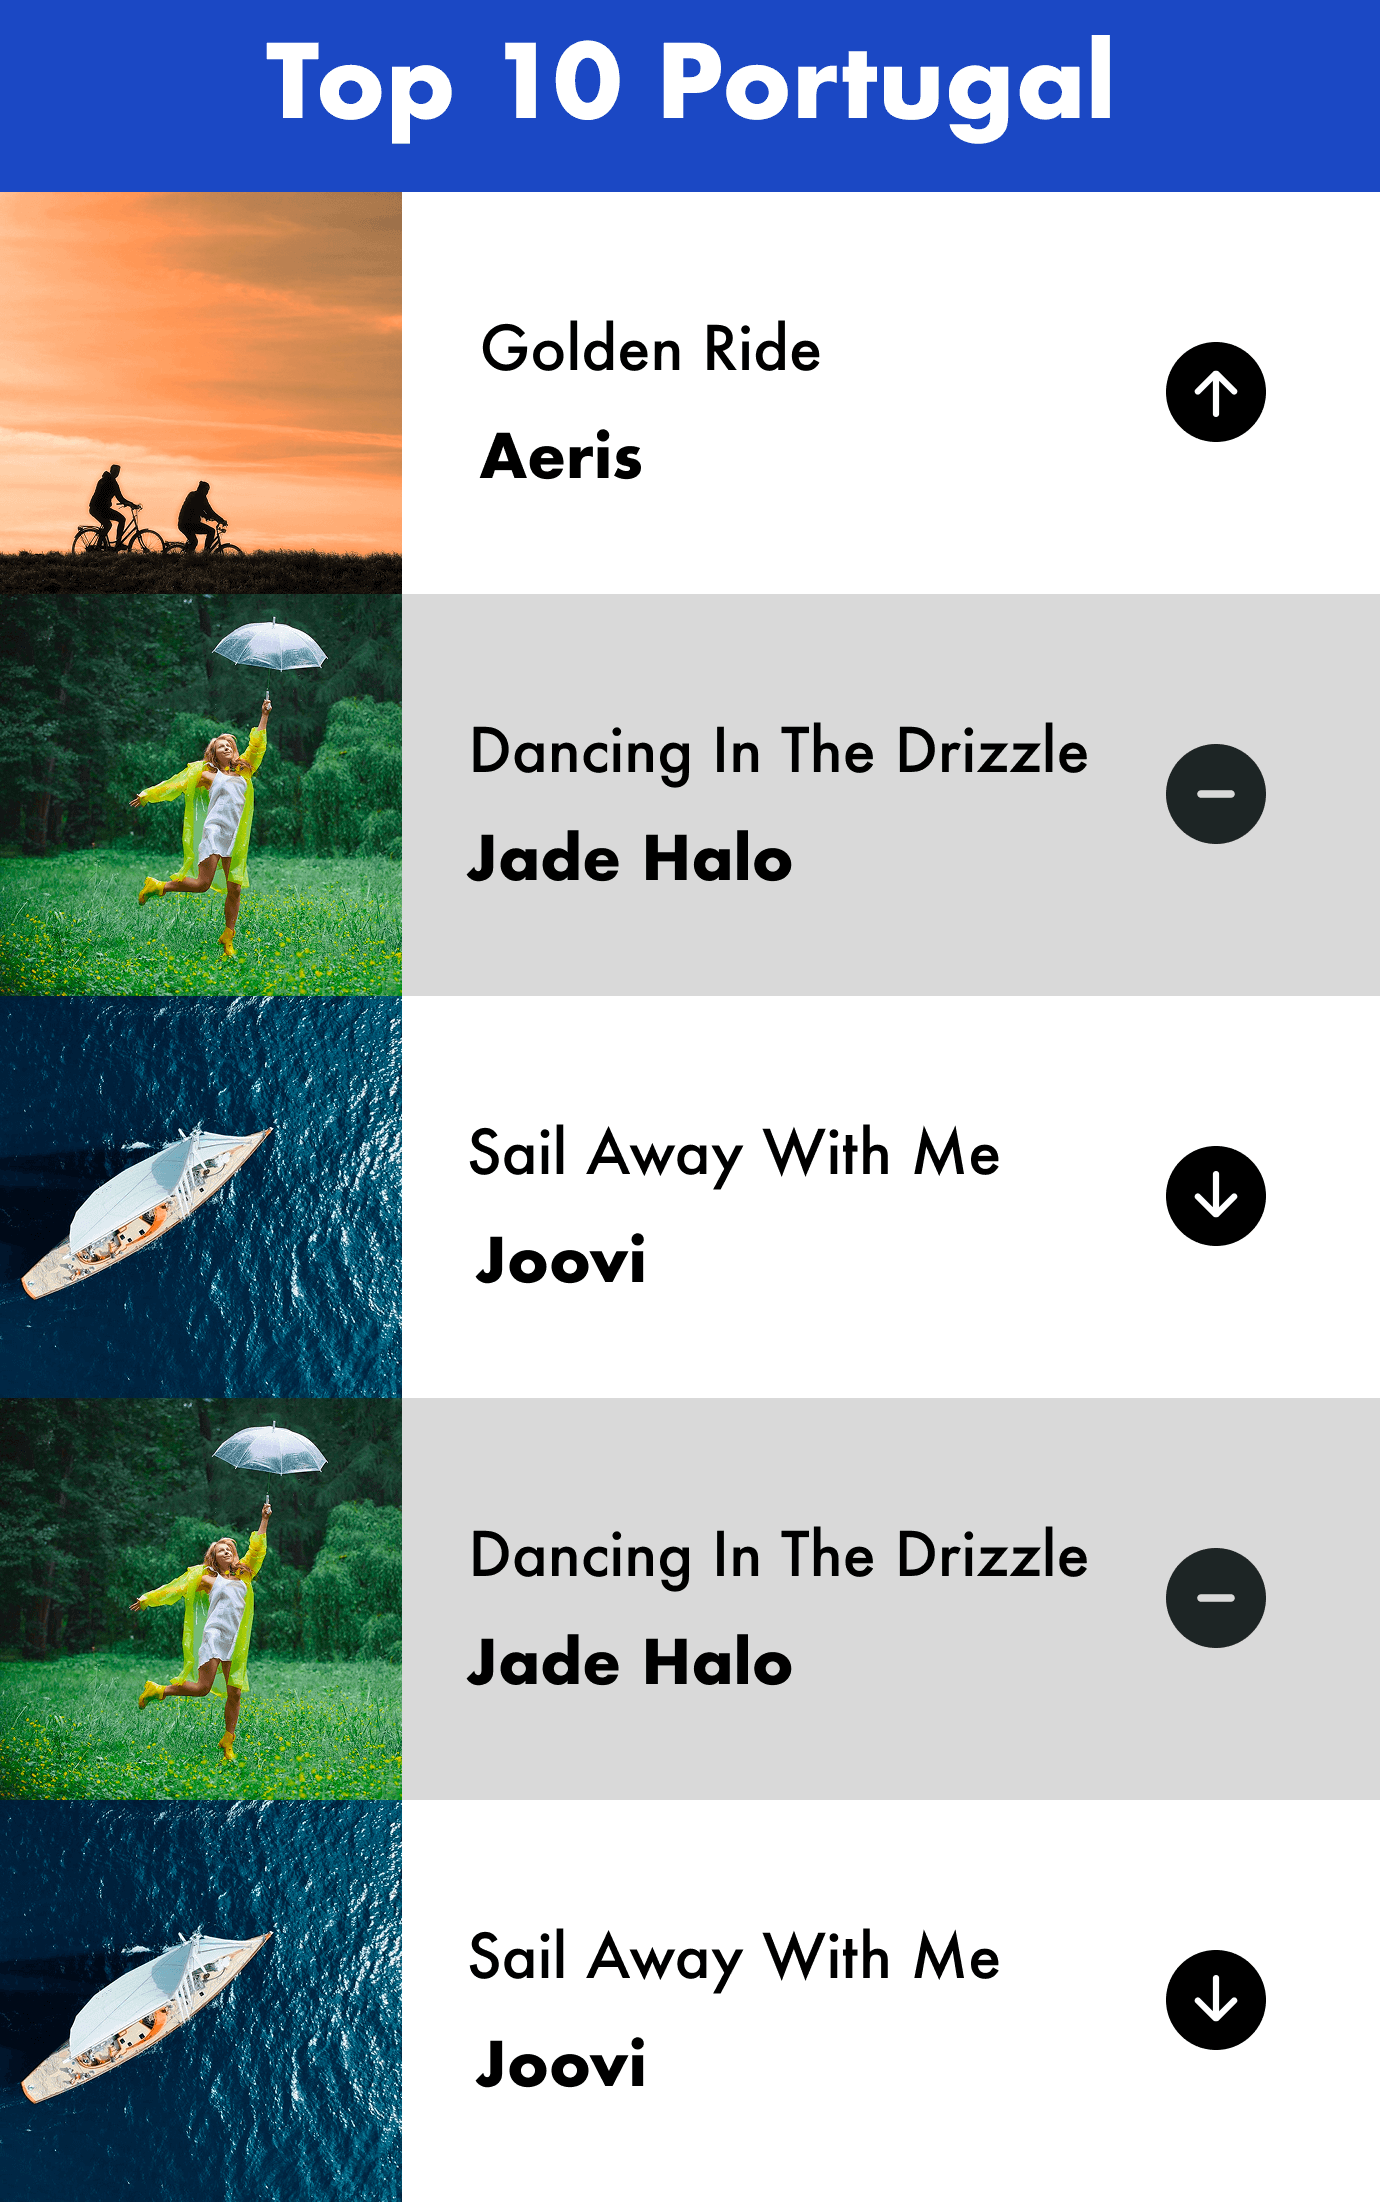 Top 10 Portugal
Golden Ride
Aeris
Dancing In The Drizzle
Jade Halo
Sail Away With Me
Joovi
Dancing In The Drizzle
Jade Halo
Sail Away With Me
Joovi